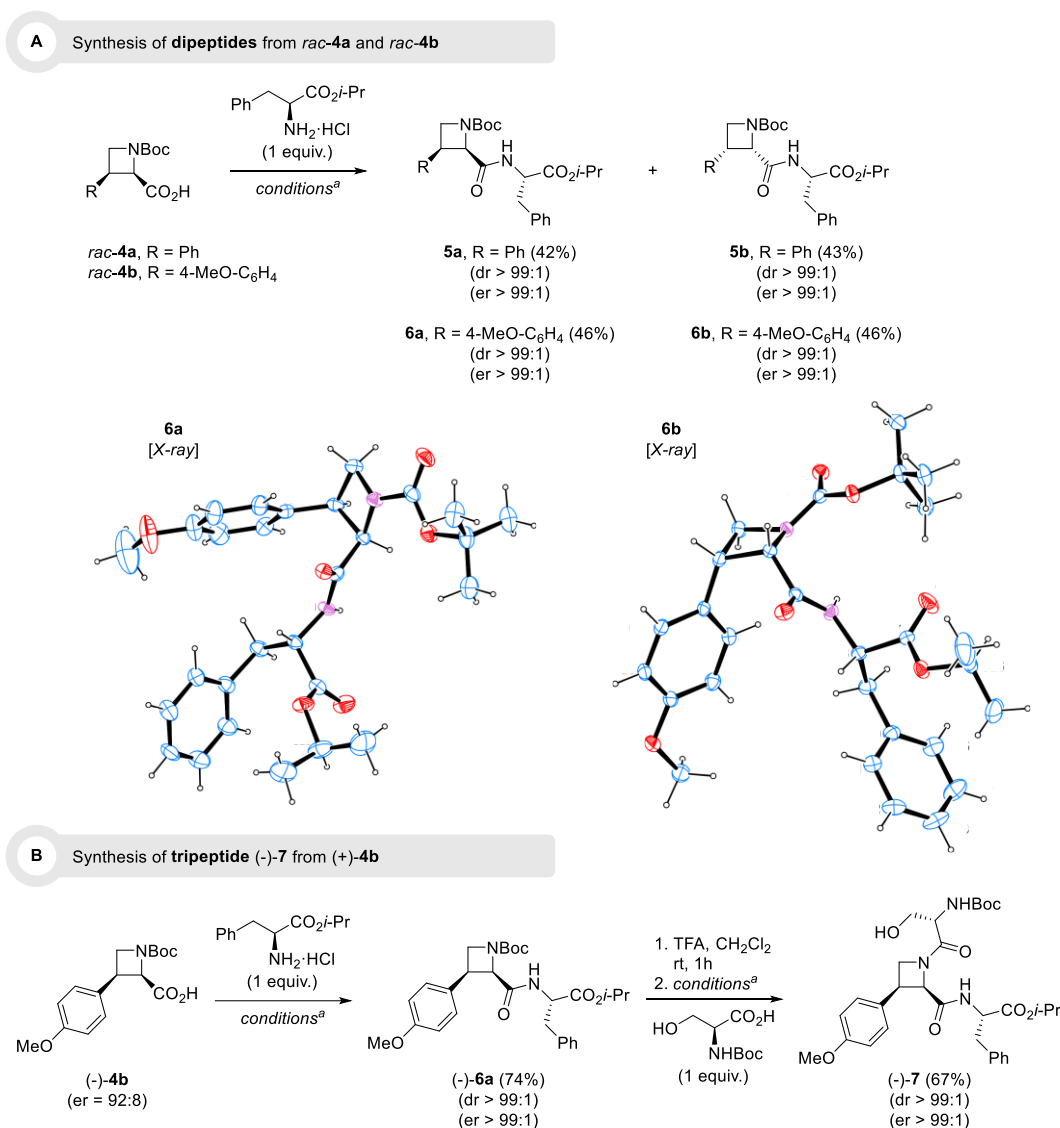 A
Synthesis of dipeptides from rac-4a and rac-4b
Ph
CO2i-Pr
NH2·HCl
(1 equiv.)
conditionsa
NBoc
R
CO2H
rac-4a, R = Ph
rac-4b, R = 4-MeO-C6H4
NBoc
R
H
N
O
CO2i-Pr
Ph
5a, R = Ph (42%)
(dr > 99:1)
(er > 99:1)
6a, R = 4-MeO-C6H4 (46%)
(dr > 99:1)
(er > 99:1)
+
NBoc
R
H
N
O
CO2i-Pr
Ph
5b, R = Ph (43%)
(dr > 99:1)
(er > 99:1)
6b, R = 4-MeO-C6H4 (46%)
(dr > 99:1)
(er > 99:1)
6a
[X-ray]
6b
[X-ray]
B
Synthesis of tripeptide (-)-7 from (+)-4b
NBoc
CO2H
MeO
(-)-4b
(er = 92:8)
Ph
CO2i-Pr
NH2·HCl
(1 equiv.)
conditionsa
NBoc
H
N
O
CO2i-Pr
Ph
MeO
(-)-6a (74%)
(dr > 99:1)
(er > 99:1)
1. TFA, CH2Cl2
rt, 1h
2. conditionsa
HO
CO2H
NHBoc
(1 equiv.)
NHBoc
HO
N
O
H
N
O
CO2i-Pr
Ph
MeO
(-)-7 (67%)
(dr > 99:1)
(er > 99:1)